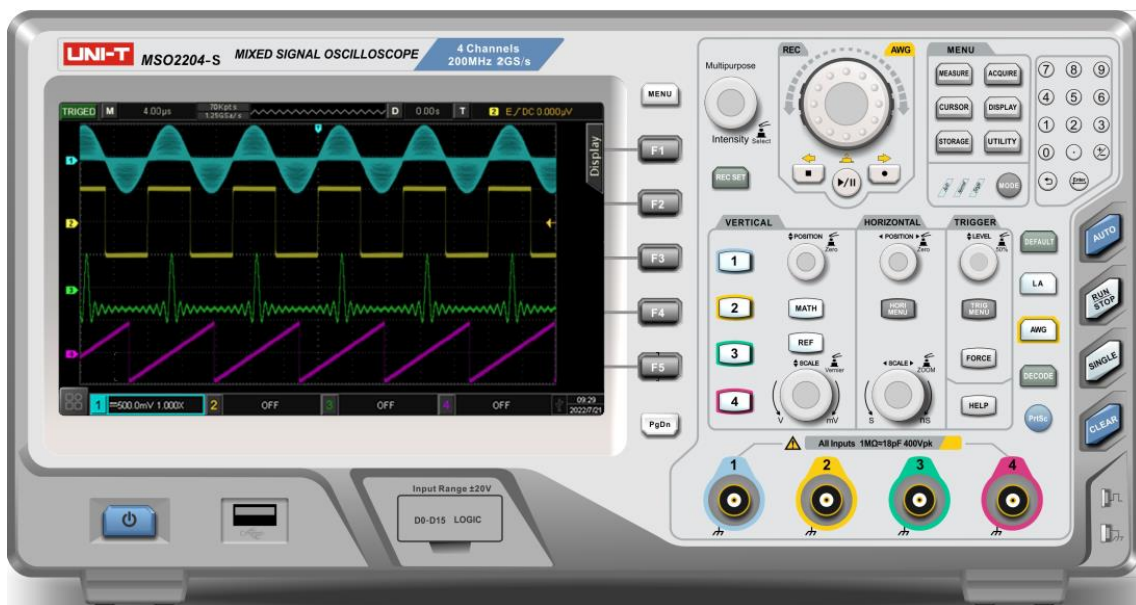 UNI-T MSO2204-S MIXED SIGNAL OSCILLOSCOPE
4 Channels
200MHz 2GS/s
TRIGED M 4.00μs 70Kpts
1.25GSa/s D 0.00s T 2 E DC 0.000μV
Display
1
2
3
1 500.0mV 1.000X 2 OFF 3 OFF 4 OFF 09:29
2022/7/21
MENU
F1
F2
F3
F4
F5
PgDn
Multipurpose
Intensity Select
REC AWG
REC SET
MENU
MEASURE ACQUIRE
CURSOR DISPLAY
STORAGE UTILITY
MODE
7 8 9
4 5 6
1 2 3
0 . +/-
Enter
VERTICAL HORIZONTAL TRIGGER
POSITION Zero
1
2
3
4
MATH
REF
SCALE Vernier
V mV
POSITION Zero
HORI
MENU
SCALE ZOOM
S nS
LEVEL 50%
TRIG
MENU
FORCE
HELP
DEFAULT
LA
AWG
DECODE
PrtSc
AUTO
RUN
STOP
SINGLE
CLEAR
All Inputs 1MΩ≈18pF 400Vpk
1 2 3 4
Input Range ±20V
D0-D15 LOGIC